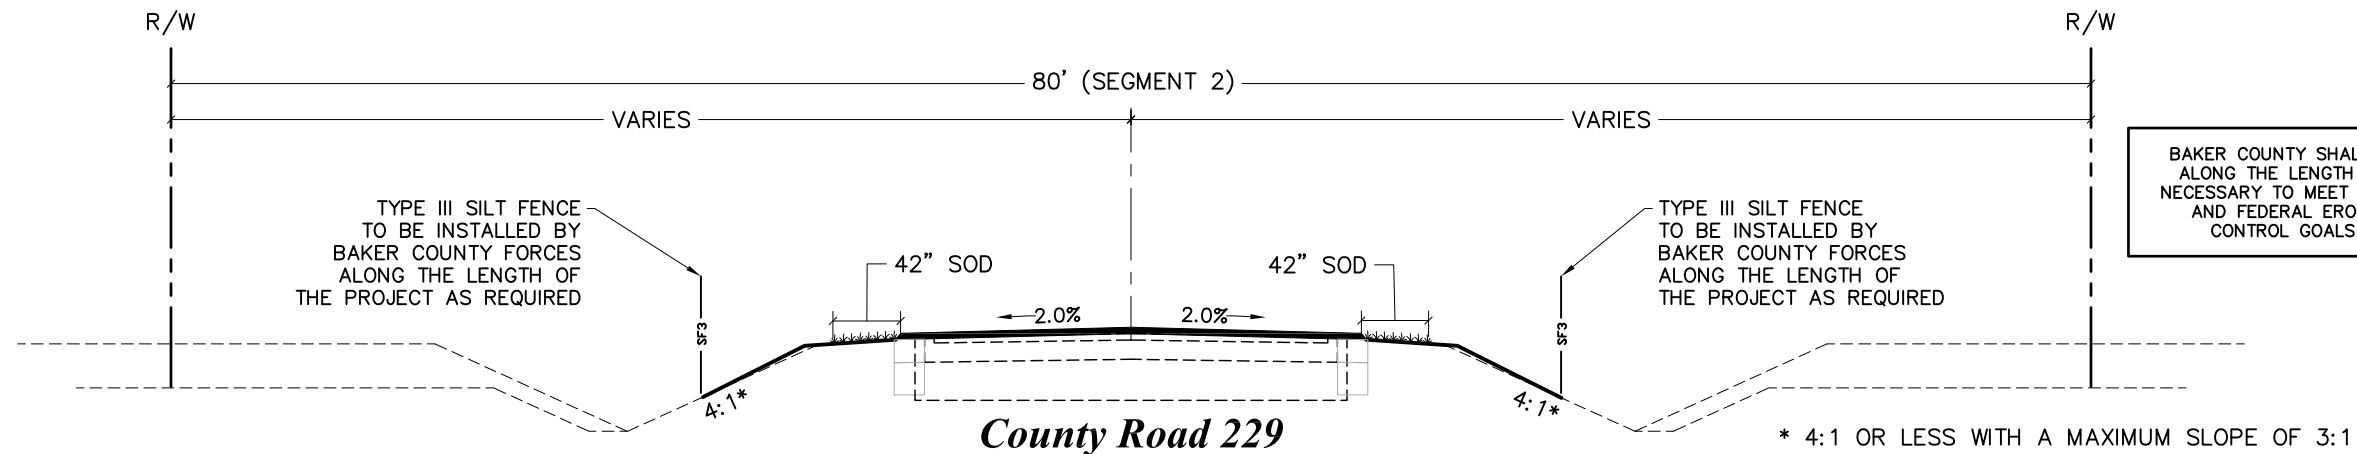 R/W
R/W
80' (SEGMENT 2)
VARIES
VARIES
TYPE III SILT FENCE
TO BE INSTALLED BY
BAKER COUNTY FORCES
ALONG THE LENGTH OF
THE PROJECT AS REQUIRED
TYPE III SILT FENCE
TO BE INSTALLED BY
BAKER COUNTY FORCES
ALONG THE LENGTH OF
THE PROJECT AS REQUIRED
BAKER COUNTY
ALONG THE LENGTH
NECESSARY TO MEET
AND FEDERAL
CONTROL GOALS
42" SOD
42" SOD
2.0%
2.0%
SF3
SF3
4:1*
4:1*
County Road 229
* 4:1 OR LESS WITH A MAXIMUM SLOPE OF 3:1